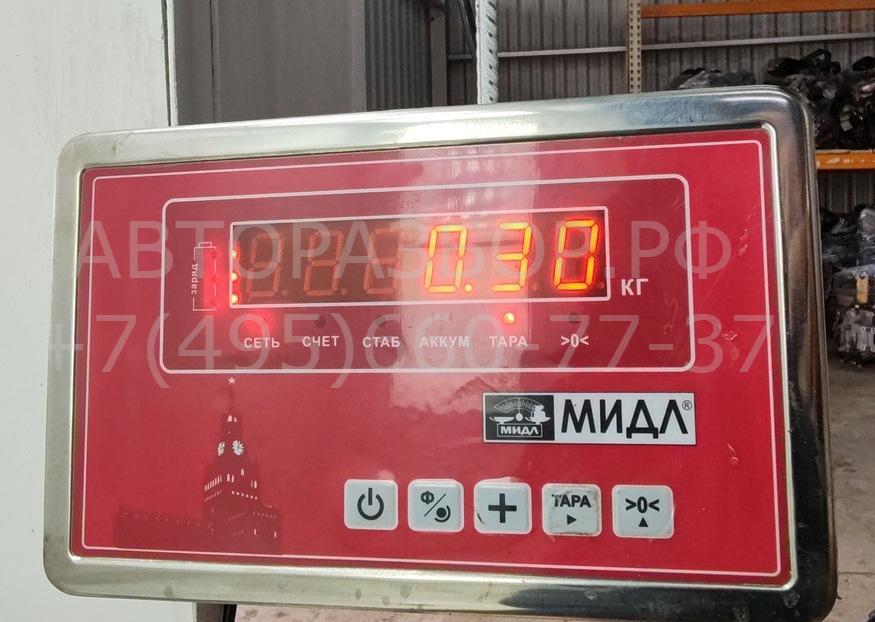 АВТОРАЗБОР.РФ
+7(495)660-77-37
заряд
0.30
КГ
СЕТЬ СЧЕТ СТАБ АККУМ ТАРА >0<
МИДЛ МИДЛ®
Ф/ + ТАРА >0<